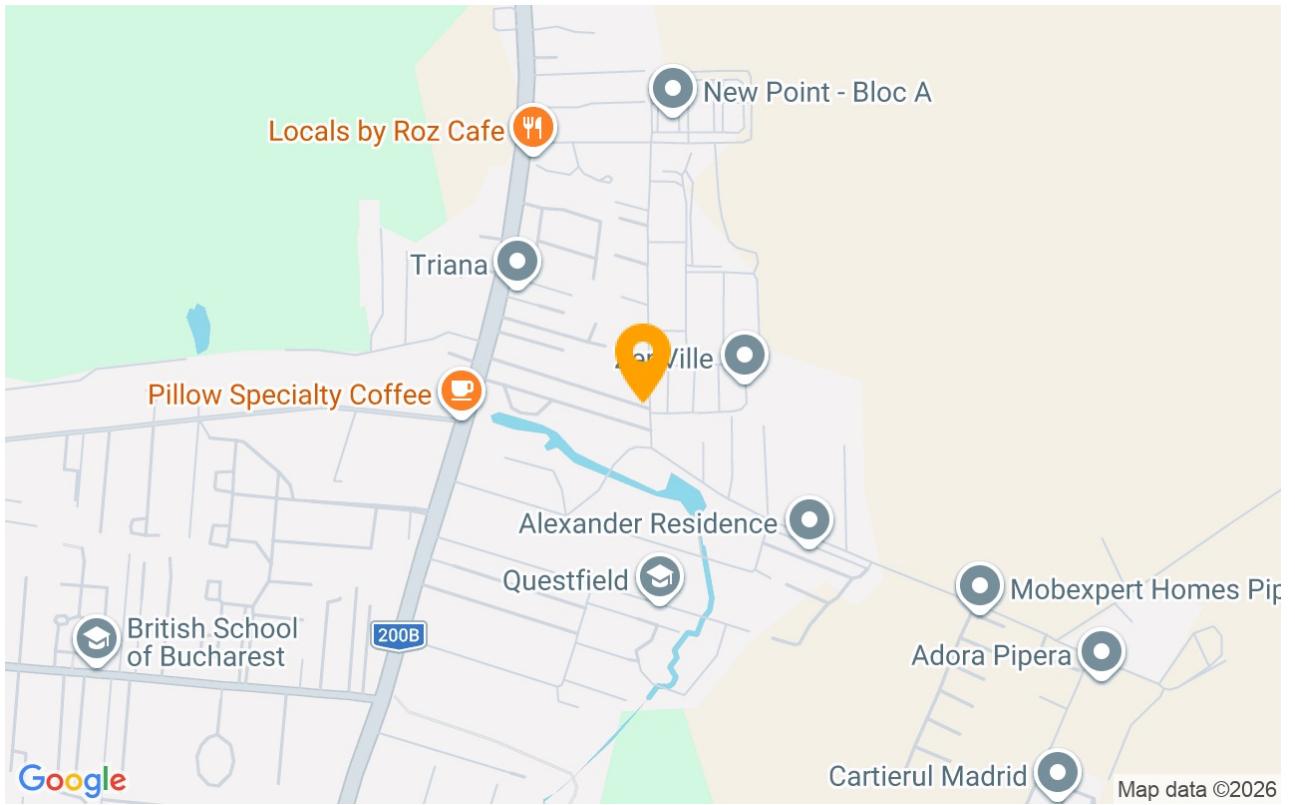 New Point - Bloc A
Locals by Roz Cafe
Triana
Ville
Pillow Specialty Coffee
Alexander Residence
Questfield
Mobexpert Homes Pip
British School
of Bucharest
200B
Adora Pipera
Cartierul Madrid
Google
Map data ©2026